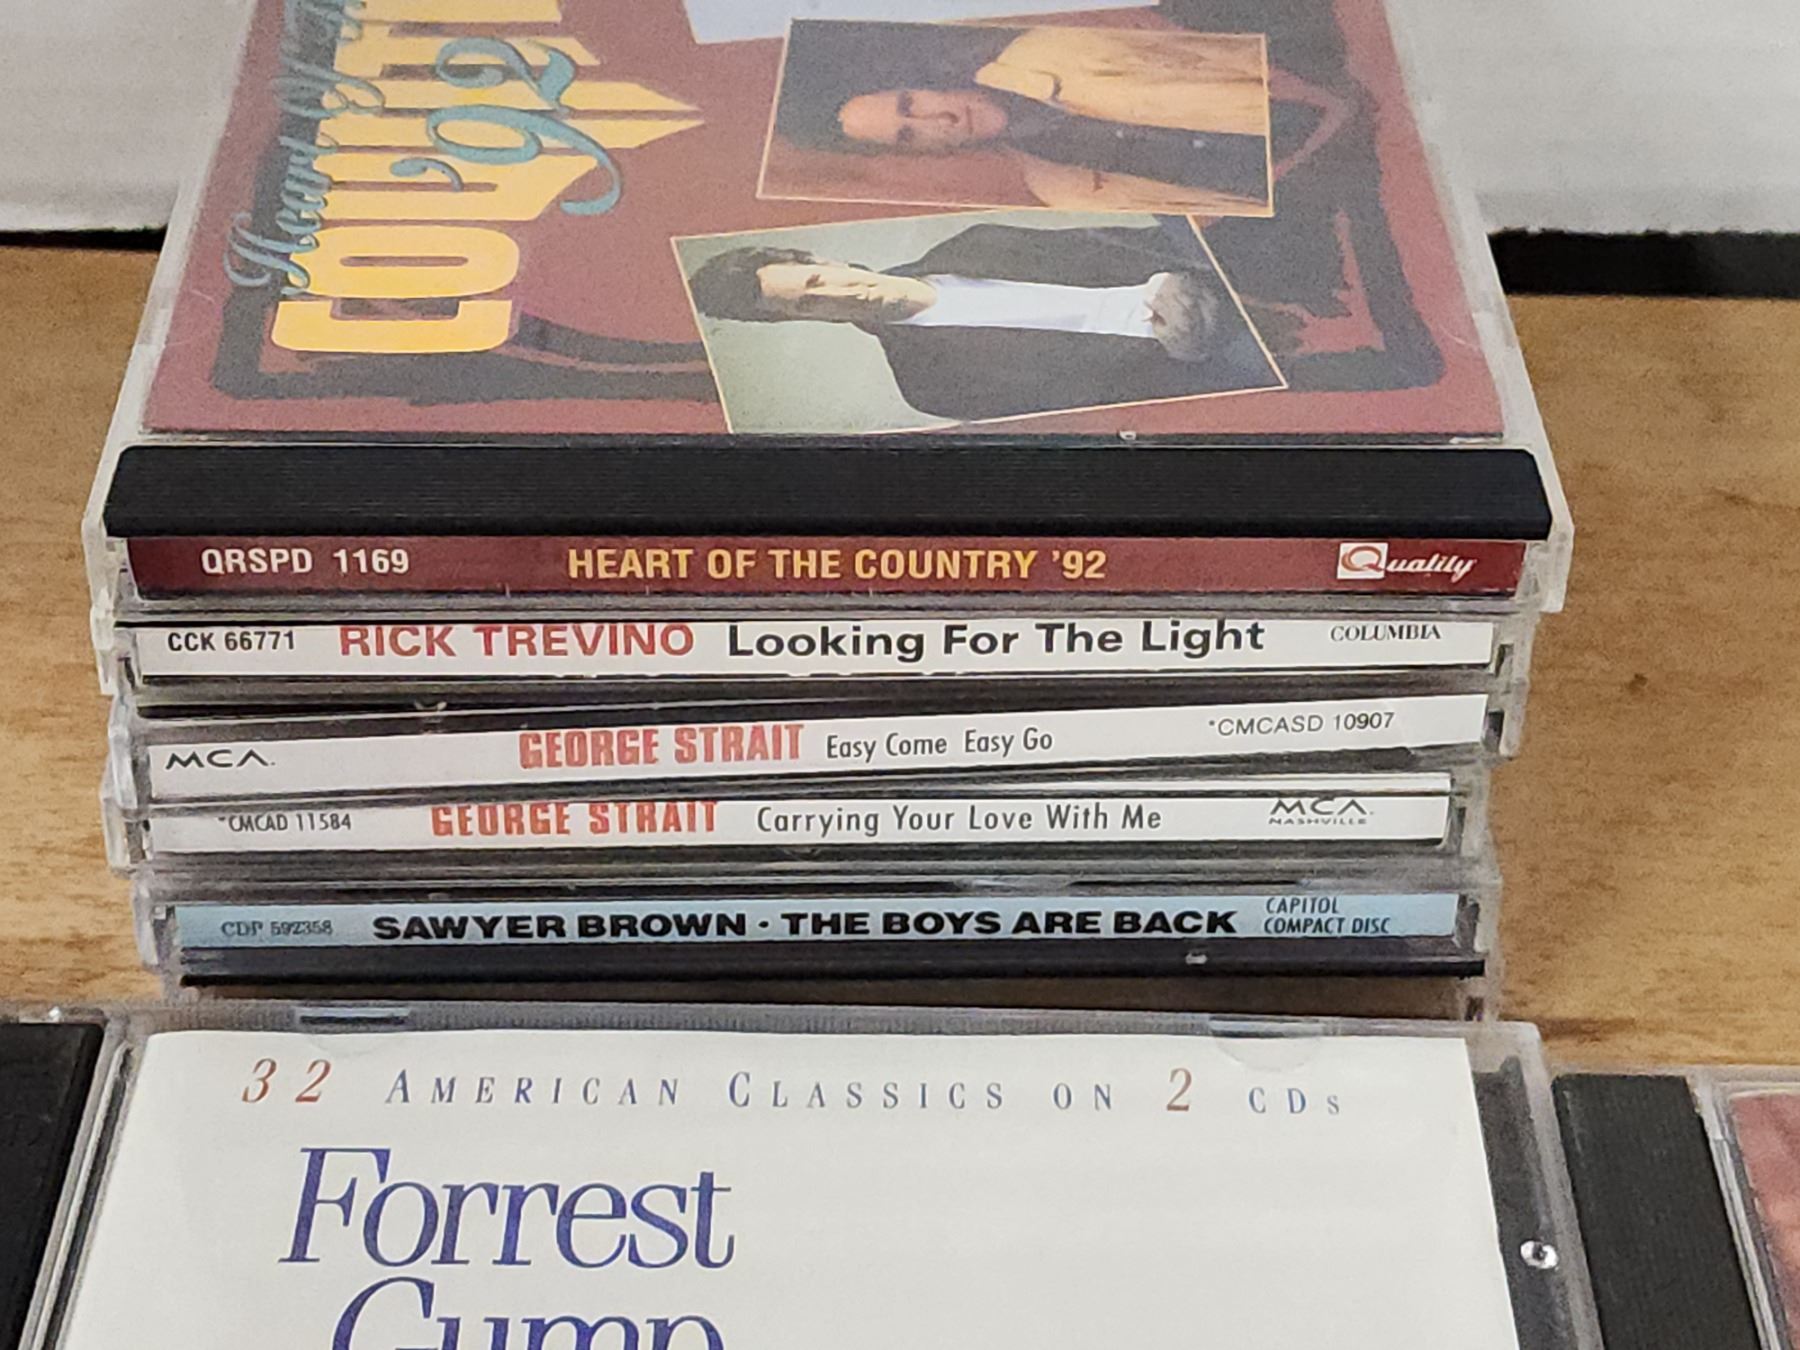 Heart Of The
COUNT
'92
QRSPD 1169 HEART OF THE COUNTRY '92 Quality
CCK 66771 RICK TREVINO Looking For The Light COLUMBIA
MCA. GEORGE STRAIT Easy Come Easy Go *CMCASD 10907
*CMCAD 11584 GEORGE STRAIT Carrying Your Love With Me MCA. NASHVILLE
CDP 592358 SAWYER BROWN · THE BOYS ARE BACK CAPITOL COMPACT DISC
32 AMERICAN CLASSICS ON 2 CDs
Forrest
Gump